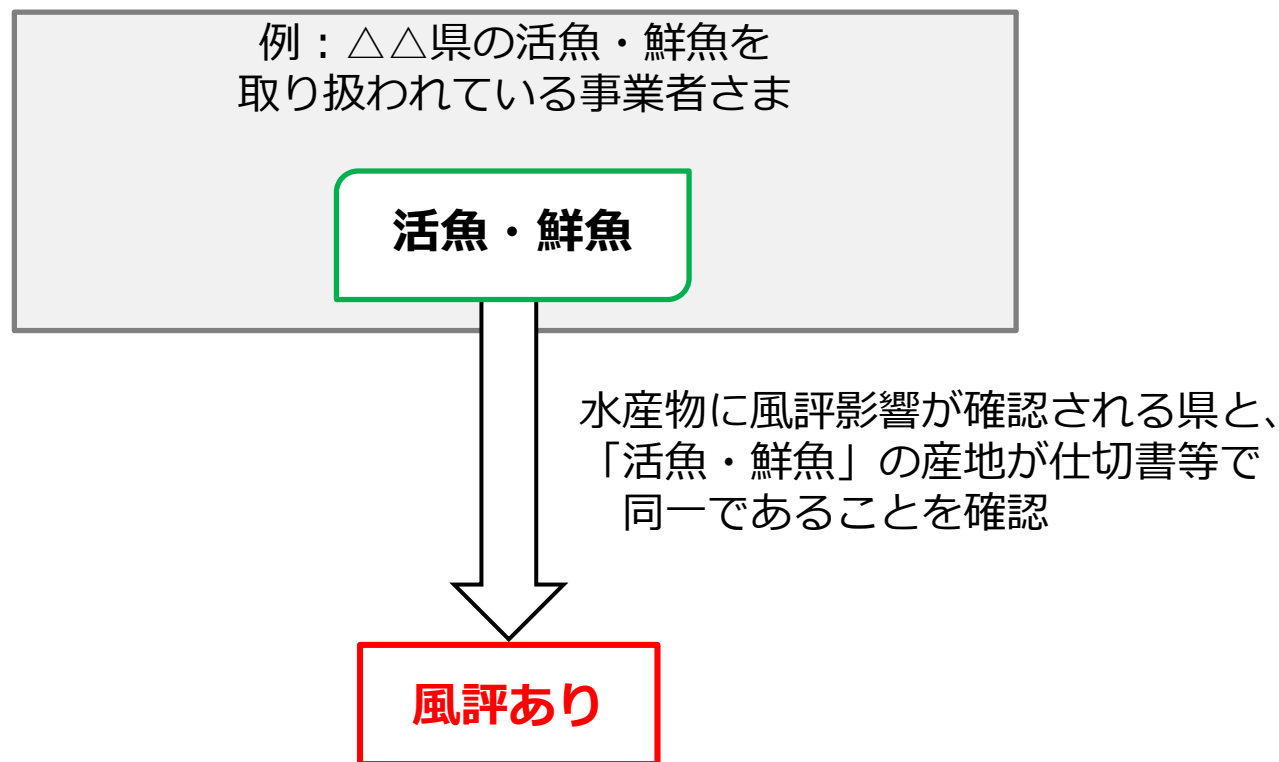 例：△△県の活魚・鮮魚を
取り扱われている事業者さま
活魚・鮮魚
水産物に風評影響が確認される県と、
「活魚・鮮魚」の産地が仕切書等で
同一であることを確認
風評あり